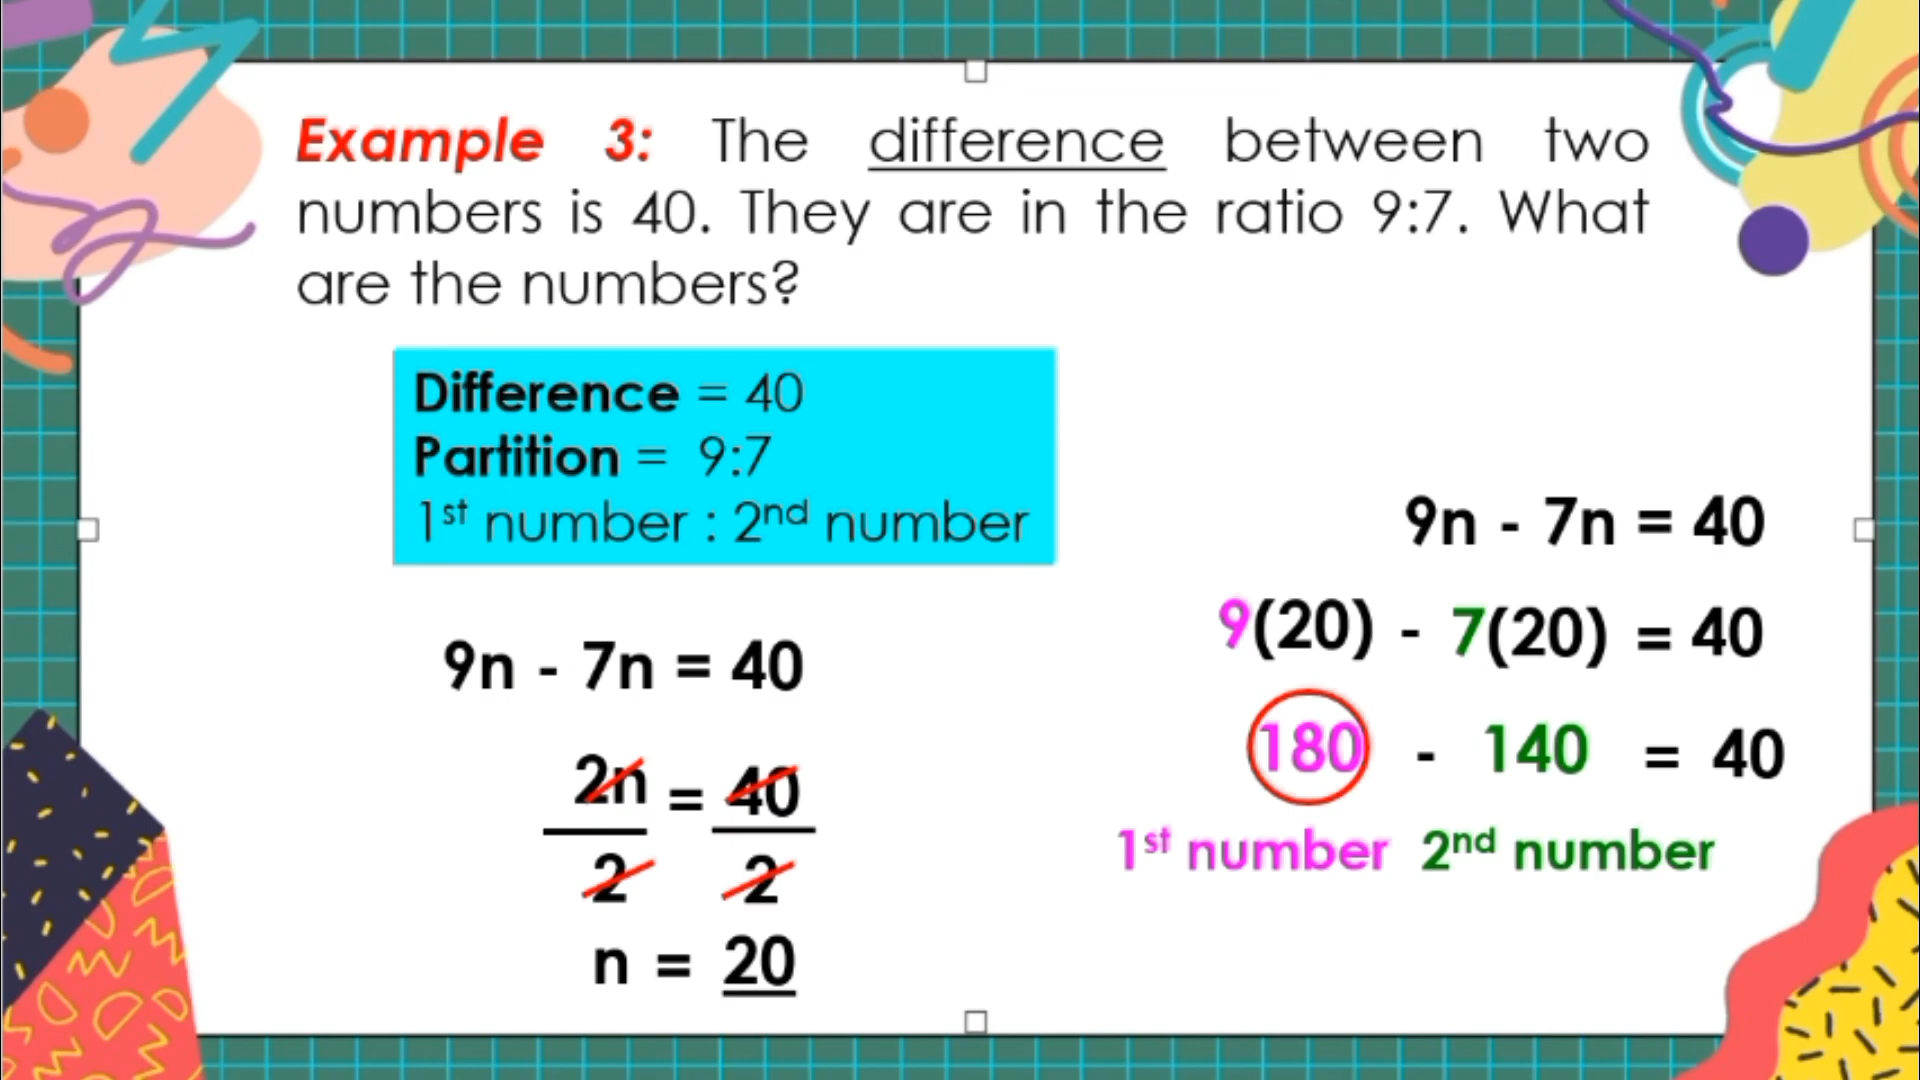 Example 3: The difference between two
numbers is 40. They are in the ratio 9:7. What
are the numbers?
Difference = 40
Partition = 9:7
1st number : 2nd number
9n - 7n = 40
2n = 40
2 2
n = 20
9n - 7n = 40
9(20) - 7(20) = 40
180 - 140 = 40
1st number 2nd number